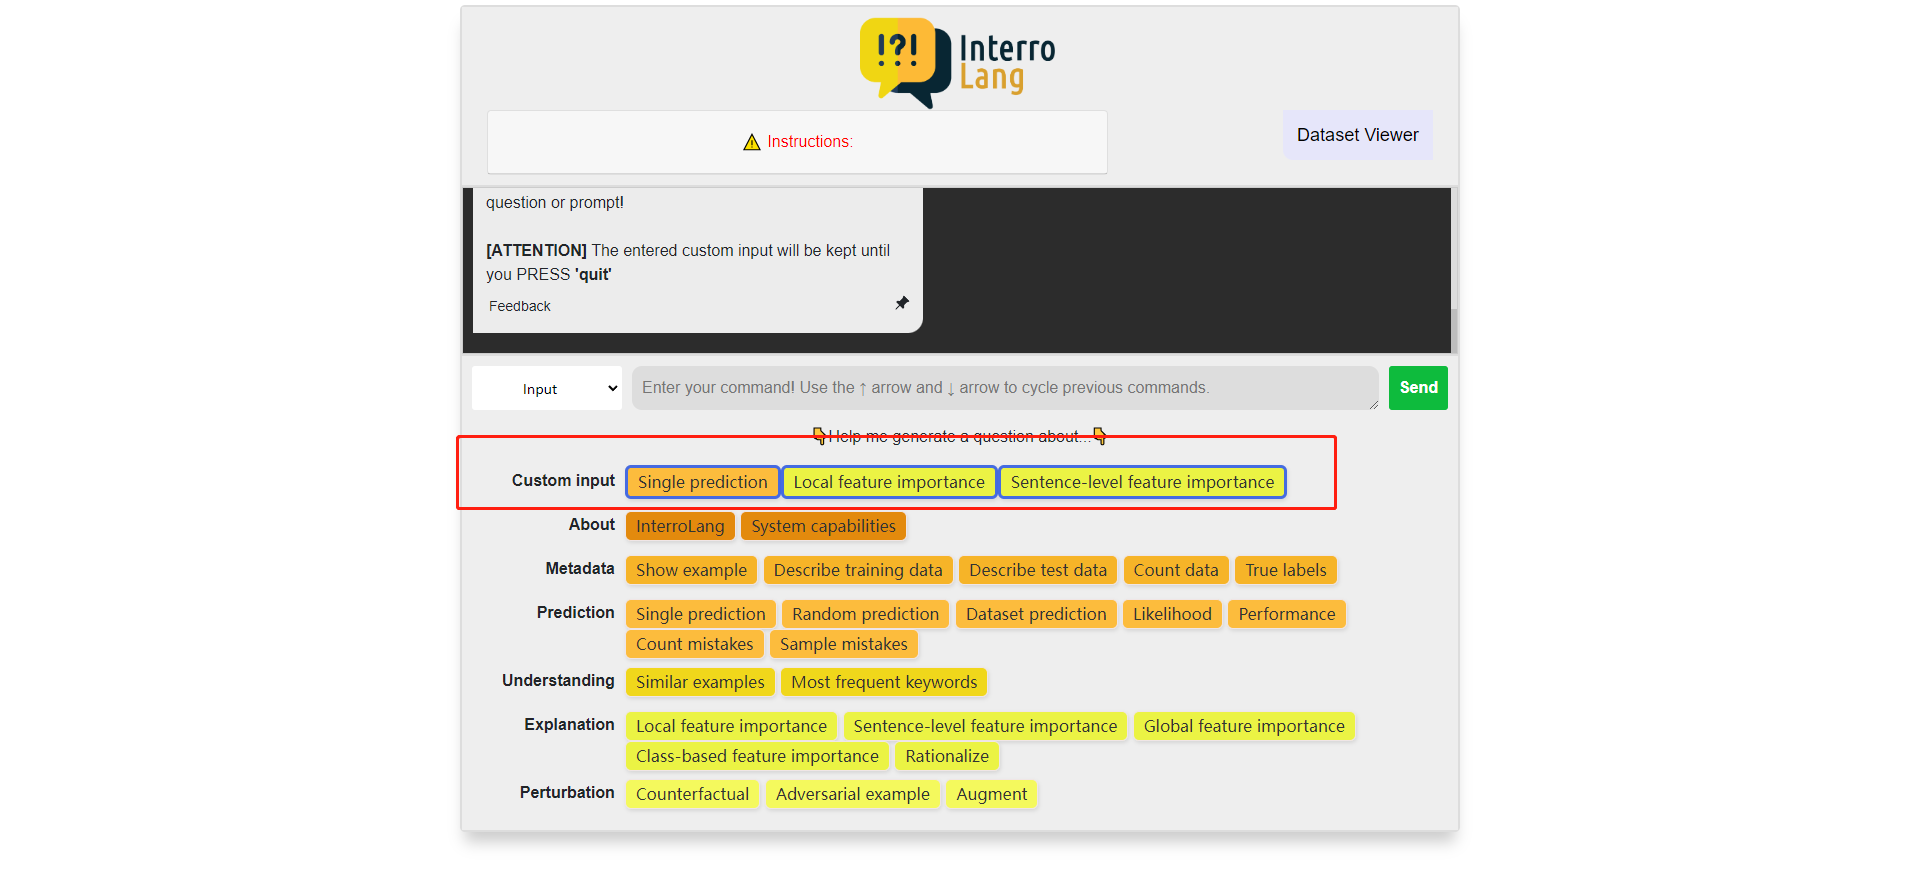 !?!
Interro
Lang
Instructions:
Dataset Viewer
question or prompt!
[ATTENTION] The entered custom input will be kept until
you PRESS 'quit'
Feedback
Input
Enter your command! Use the ↑ arrow and ↓ arrow to cycle previous commands.
Send
Help me generate a question about...
Custom input Single prediction Local feature importance Sentence-level feature importance
About InterroLang System capabilities
Metadata Show example Describe training data Describe test data Count data True labels
Prediction Single prediction Random prediction Dataset prediction Likelihood Performance
Count mistakes Sample mistakes
Understanding Similar examples Most frequent keywords
Explanation Local feature importance Sentence-level feature importance Global feature importance
Class-based feature importance Rationalize
Perturbation Counterfactual Adversarial example Augment